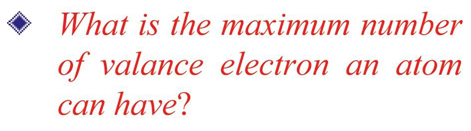 What is the maximum number
of valance electron an atom
can have?